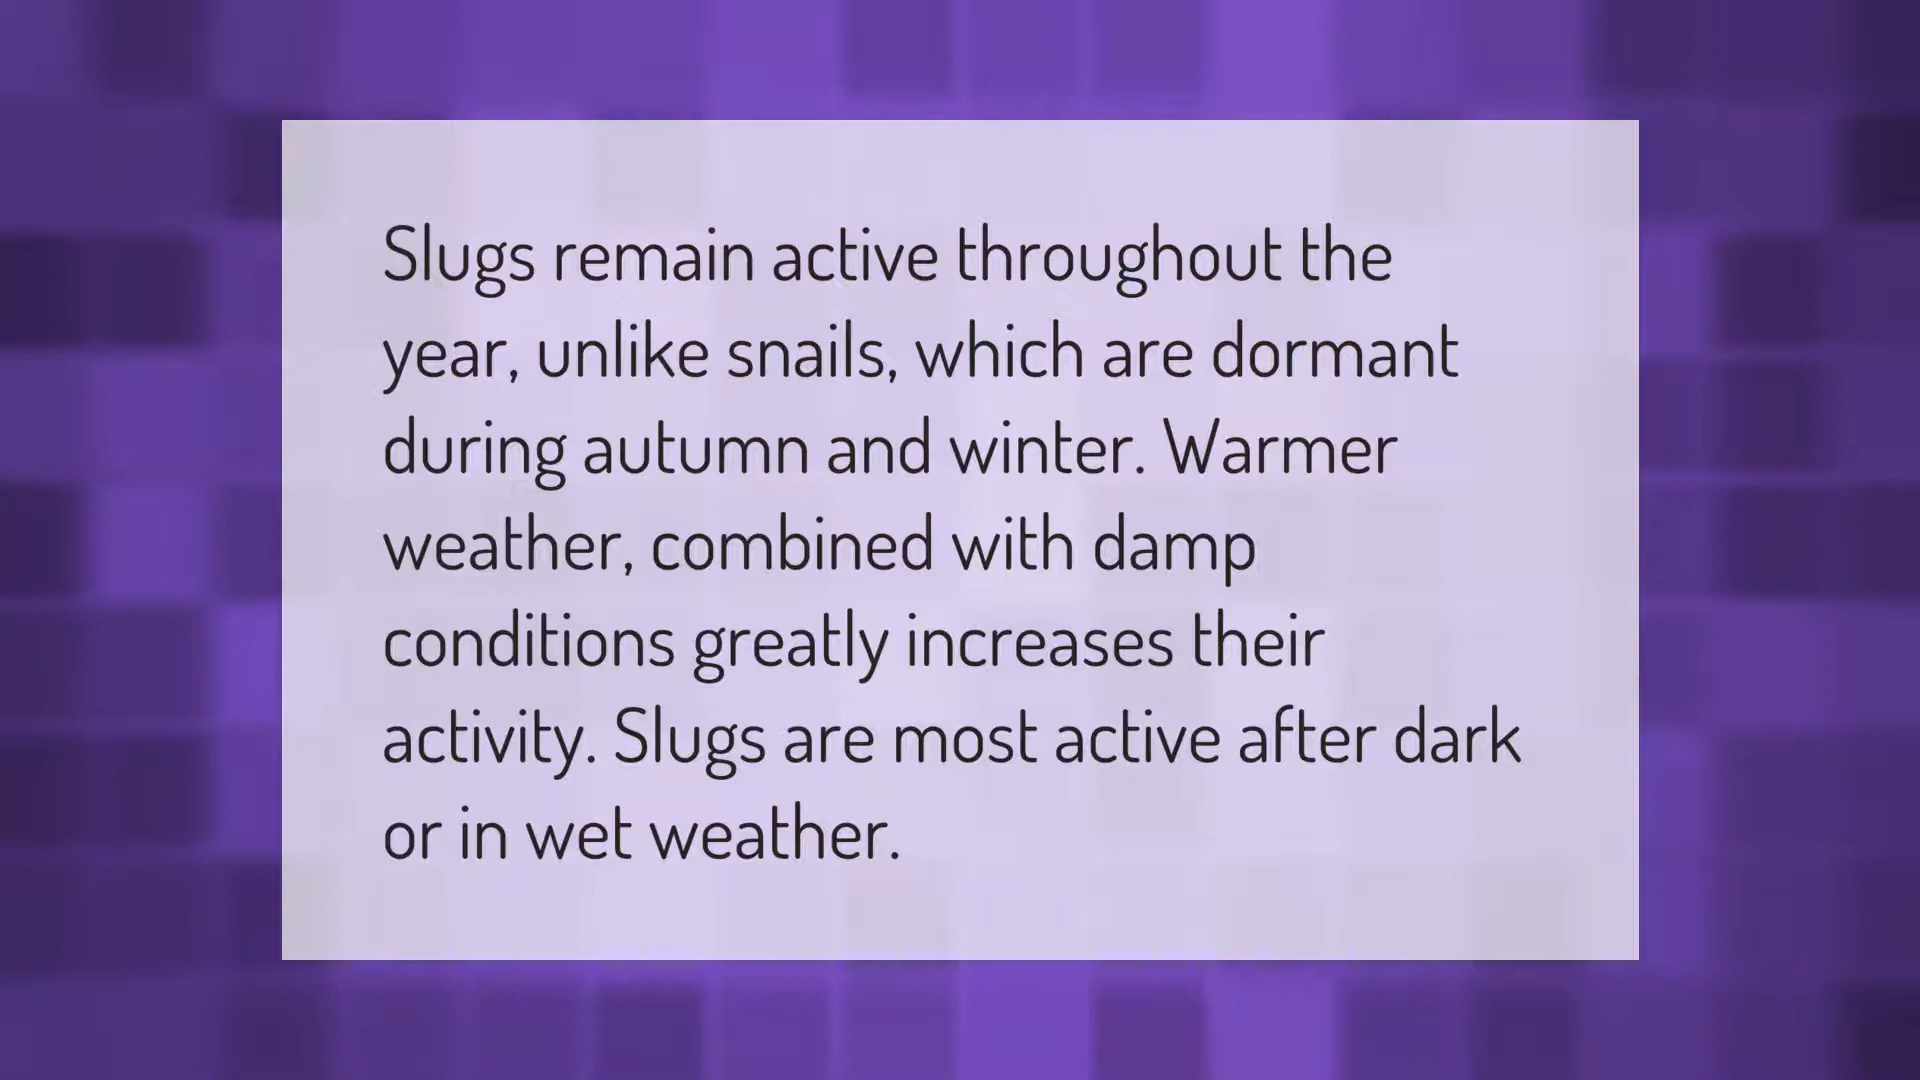 Slugs remain active throughout the
year, unlike snails, which are dormant
during autumn and winter. Warmer
weather, combined with damp
conditions greatly increases their
activity. Slugs are most active after dark
or in wet weather.